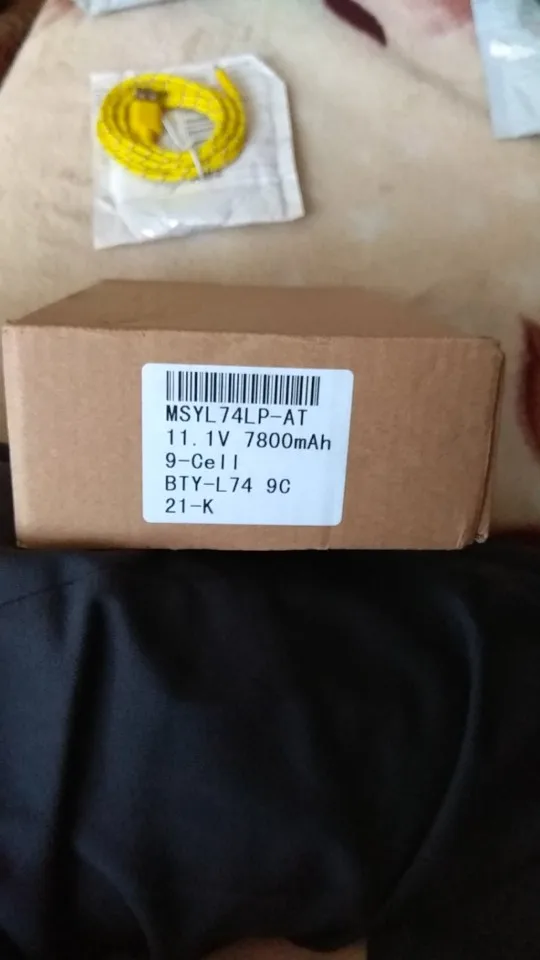 MSYL74LP-AT
11.1V 7800mAh
9-Cell
BTY-L74 9C
21-K